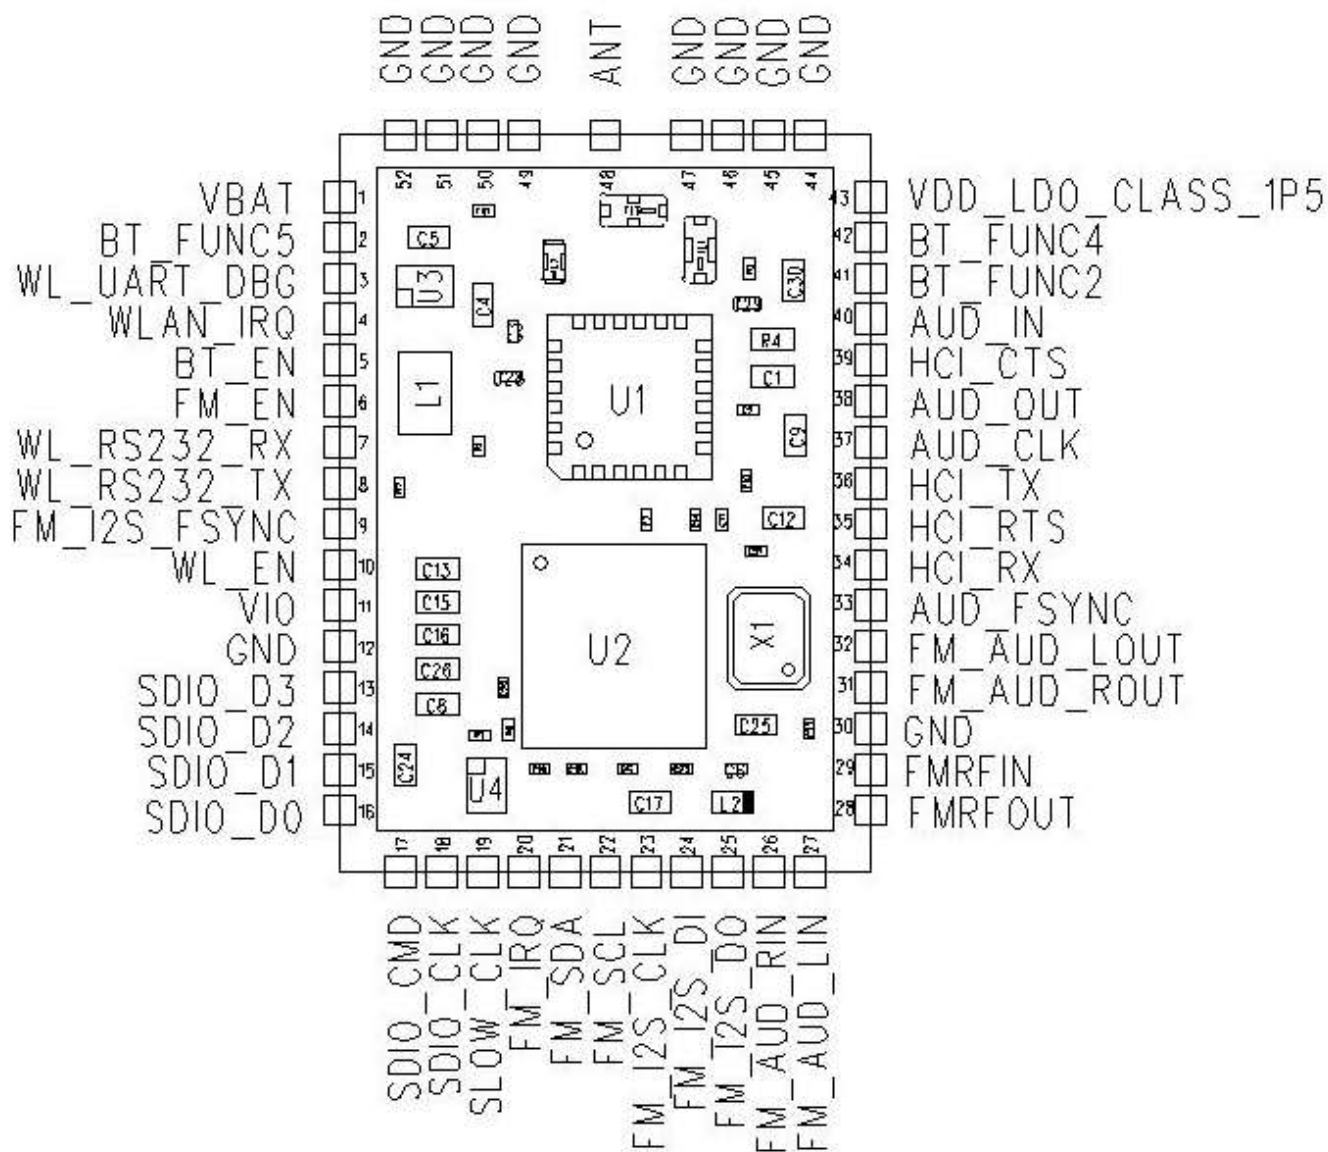 GND
GND
GND
GND
ANT
GND
GND
GND
GND
52
51
50
49
48
47
46
45
44
VBAT
1
BT_FUNC5
2
WL_UART_DBG
3
WLAN_IRQ
4
BT_EN
5
FM_EN
6
WL_RS232_RX
7
WL_RS232_TX
8
FM_I2S_FSYNC
9
WL_EN
10
VIO
11
GND
12
SDIO_D3
13
SDIO_D2
14
SDIO_D1
15
SDIO_D0
16
C5
U3
C4
L1
C28
U1
C30
C29
R4
C1
C9
C12
C13
C15
C16
C26
C8
U2
X1
C25
C24
U4
C17
L2
43
VDD_LDO_CLASS_1P5
42
BT_FUNC4
41
BT_FUNC2
40
AUD_IN
39
HCI_CTS
38
AUD_OUT
37
AUD_CLK
36
HCI_TX
35
HCI_RTS
34
HCI_RX
33
AUD_FSYNC
32
FM_AUD_LOUT
31
FM_AUD_ROUT
30
GND
29
FMRFIN
28
FMRFOUT
17
18
19
20
21
22
23
24
25
26
27
SDIO_CMD
SDIO_CLK
SLOW_CLK
FM_IRQ
FM_SDA
FM_SCL
FM_I2S_CLK
FM_I2S_DI
FM_I2S_DO
FM_AUD_RIN
FM_AUD_LIN